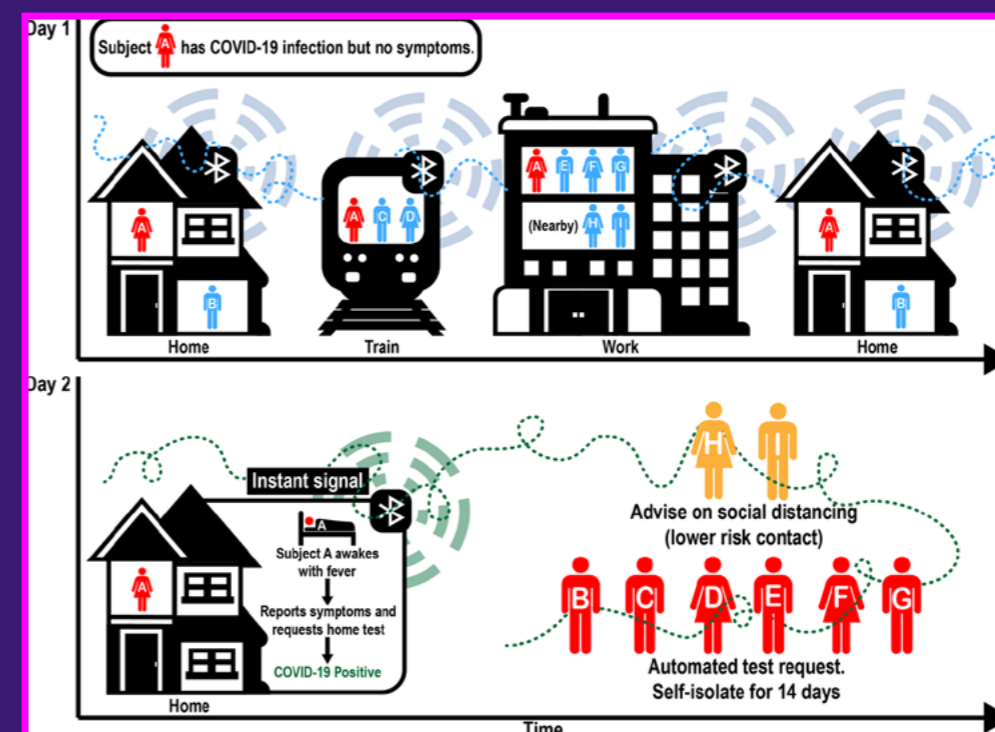 Day 1
Subject A has COVID-19 infection but no symptoms.
A
B
A C D
A E F G
(Nearby) H I
A
B
Home
Train
Work
Home
Day 2
Instant signal
A
Subject A awakes
with fever
Reports symptoms and
requests home test
COVID-19 Positive
A
Home
H I
Advise on social distancing
(lower risk contact)
B C D E F G
Automated test request.
Self-isolate for 14 days
Time